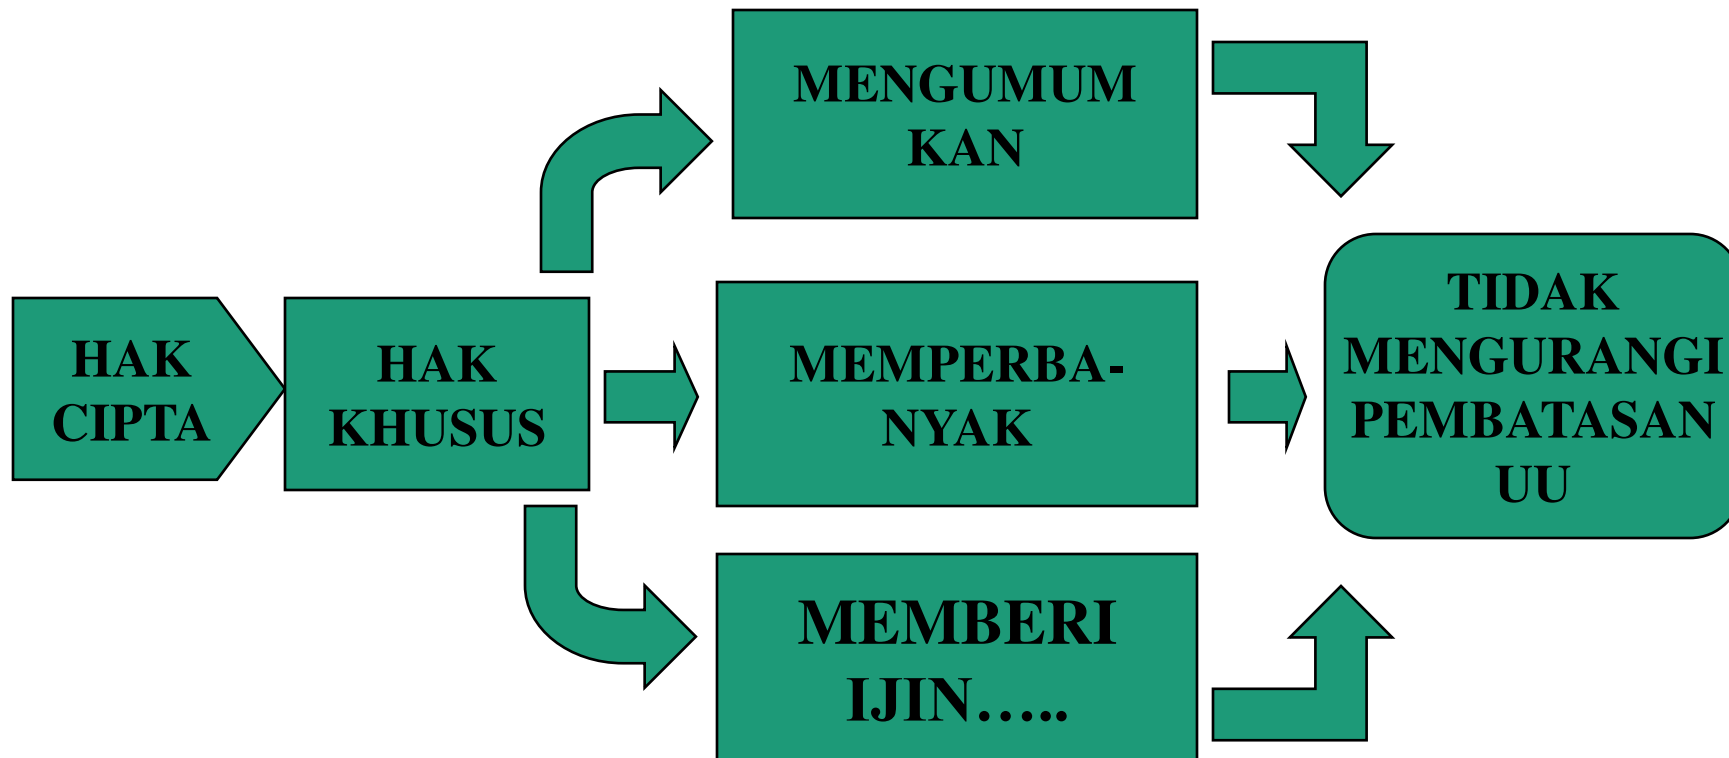 HAK
CIPTA
HAK
KHUSUS
MENGUMUM
KAN
MEMPERBA-
NYAK
MEMBERI
IJIN…..
TIDAK
MENGURANGI
PEMBATASAN
UU